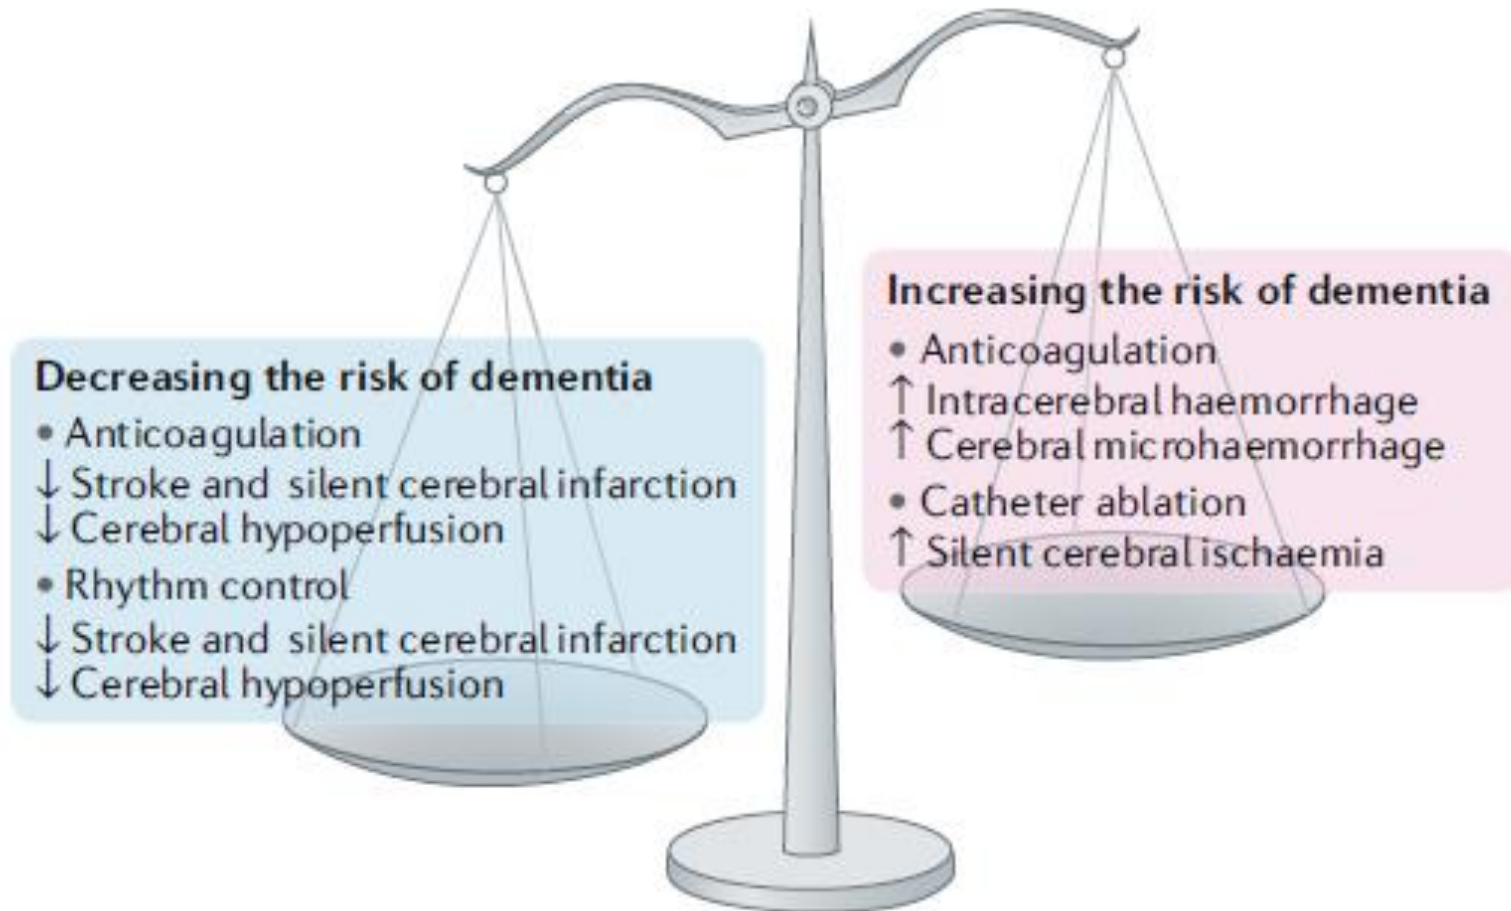 Decreasing the risk of dementia
• Anticoagulation
↓ Stroke and silent cerebral infarction
↓ Cerebral hypoperfusion
• Rhythm control
↓ Stroke and silent cerebral infarction
↓ Cerebral hypoperfusion
Increasing the risk of dementia
• Anticoagulation
↑ Intracerebral haemorrhage
↑ Cerebral microhaemorrhage
• Catheter ablation
↑ Silent cerebral ischaemia